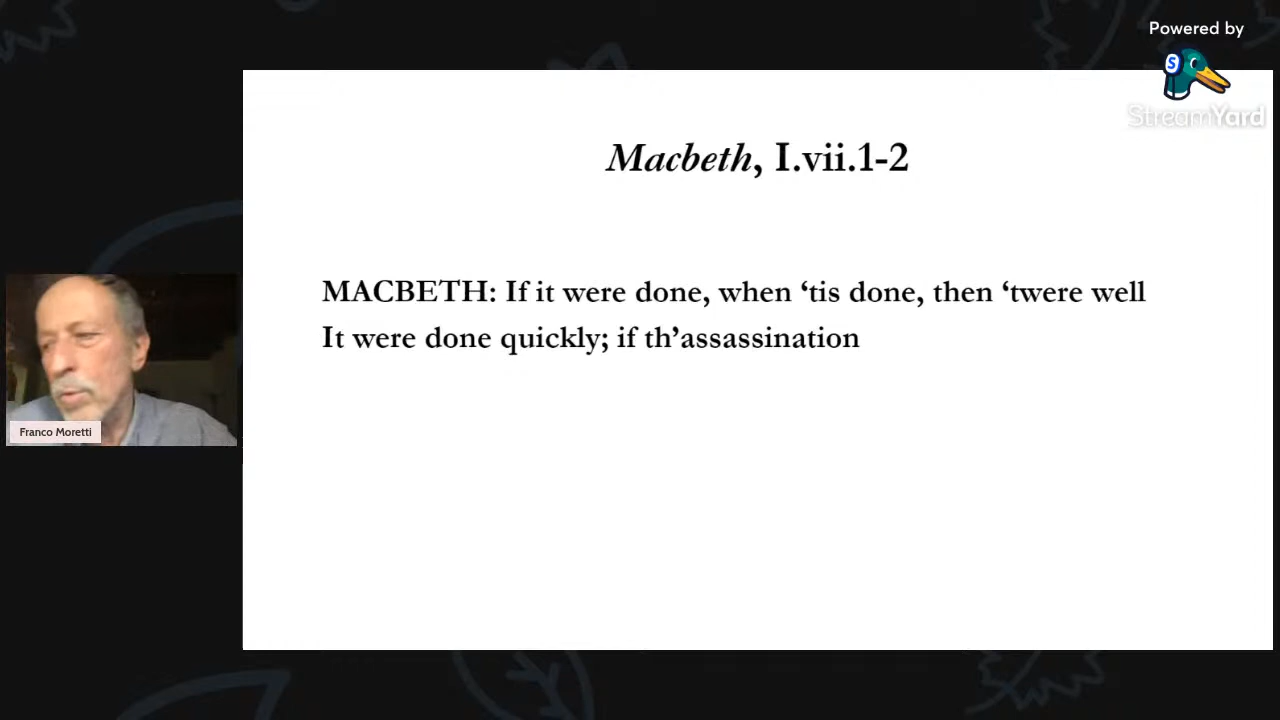 Powered by
S
StreamYard
Macbeth, I.vii.1-2
MACBETH: If it were done, when ‘tis done, then ‘twere well
It were done quickly; if th’assassination
Franco Moretti